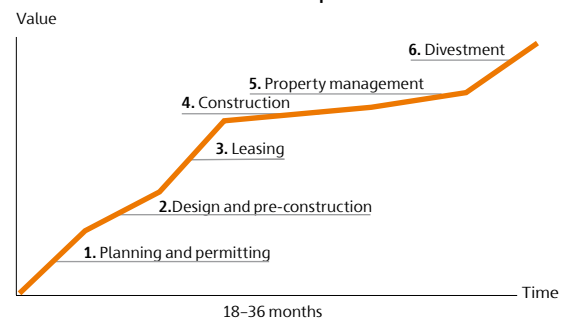 Value
6. Divestment
5. Property management
4. Construction
3. Leasing
2.Design and pre-construction
1. Planning and permitting
Time
18–36 months